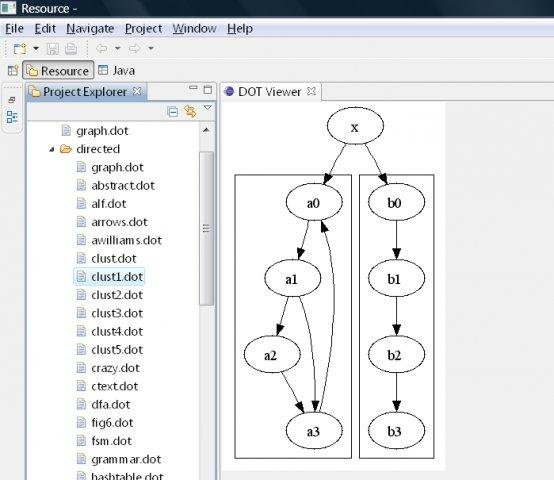 Resource -
File Edit Navigate Project Window Help
Resource Java
Project Explorer
DOT Viewer
graph.dot
directed
graph.dot
abstract.dot
alf.dot
arrows.dot
awilliams.dot
clust.dot
clust1.dot
clust2.dot
clust3.dot
clust4.dot
clust5.dot
crazy.dot
ctext.dot
dfa.dot
fig6.dot
fsm.dot
grammar.dot
hashtable.dot
x
a0 b0
a1 b1
a2 b2
a3 b3